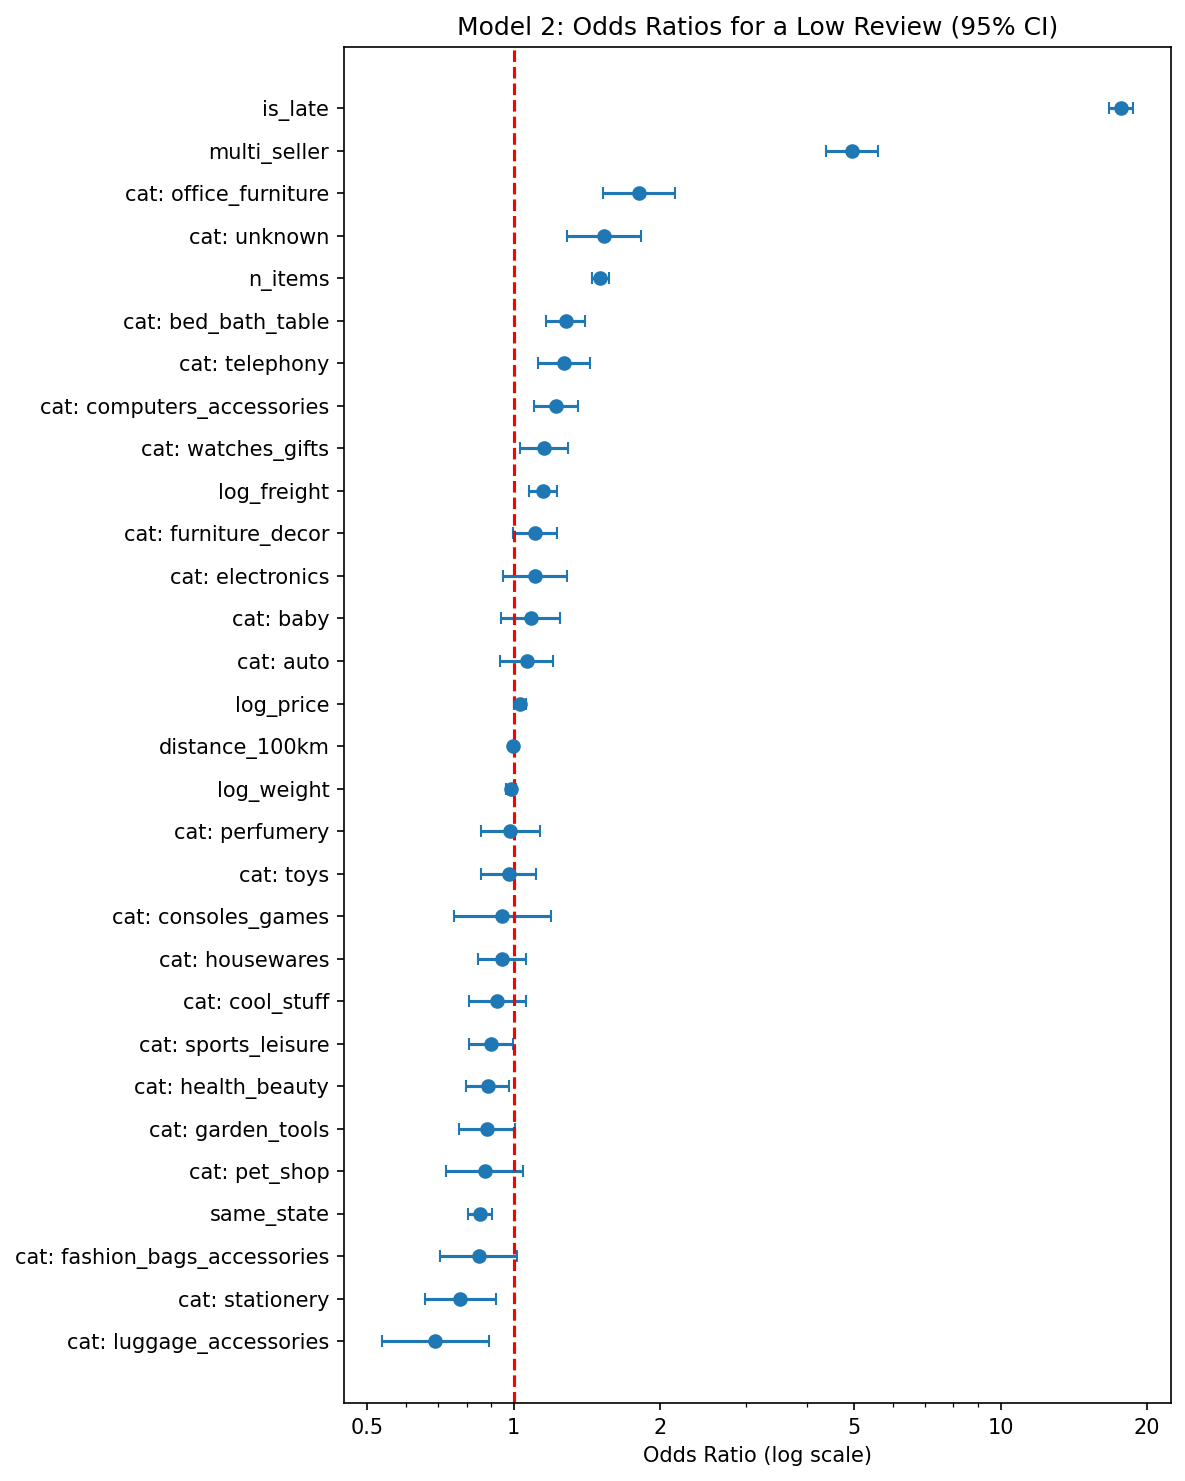 Model 2: Odds Ratios for a Low Review (95% CI)
is_late
multi_seller
cat: office_furniture
cat: unknown
n_items
cat: bed_bath_table
cat: telephony
cat: computers_accessories
cat: watches_gifts
log_freight
cat: furniture_decor
cat: electronics
cat: baby
cat: auto
log_price
distance_100km
log_weight
cat: perfumery
cat: toys
cat: consoles_games
cat: housewares
cat: cool_stuff
cat: sports_leisure
cat: health_beauty
cat: garden_tools
cat: pet_shop
same_state
cat: fashion_bags_accessories
cat: stationery
cat: luggage_accessories
0.5 1 2 5 10 20
Odds Ratio (log scale)